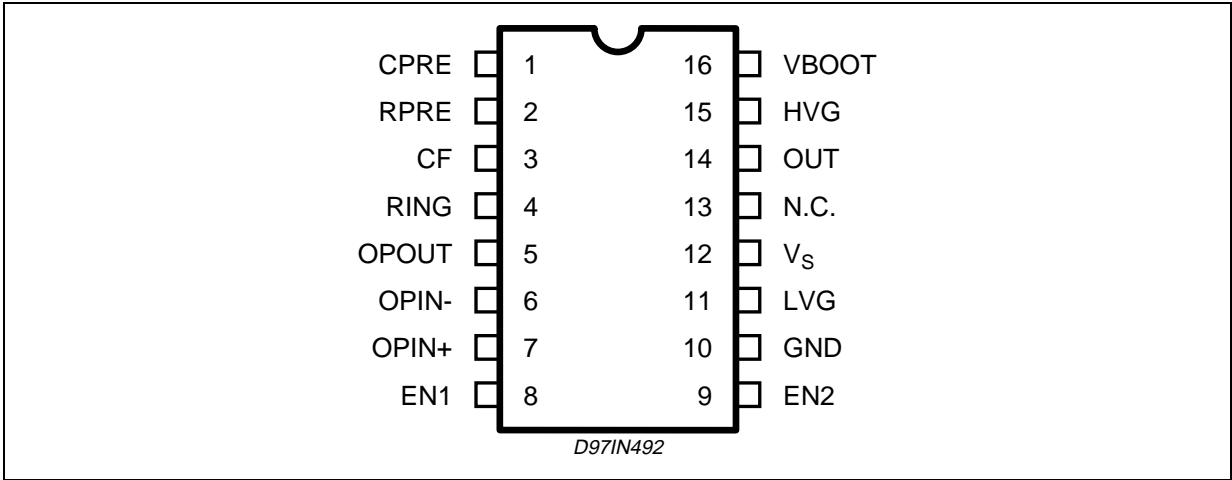 CPRE 1 16 VBOOT
RPRE 2 15 HVG
CF 3 14 OUT
RING 4 13 N.C.
OPOUT 5 12 VS
OPIN- 6 11 LVG
OPIN+ 7 10 GND
EN1 8 9 EN2
D97IN492